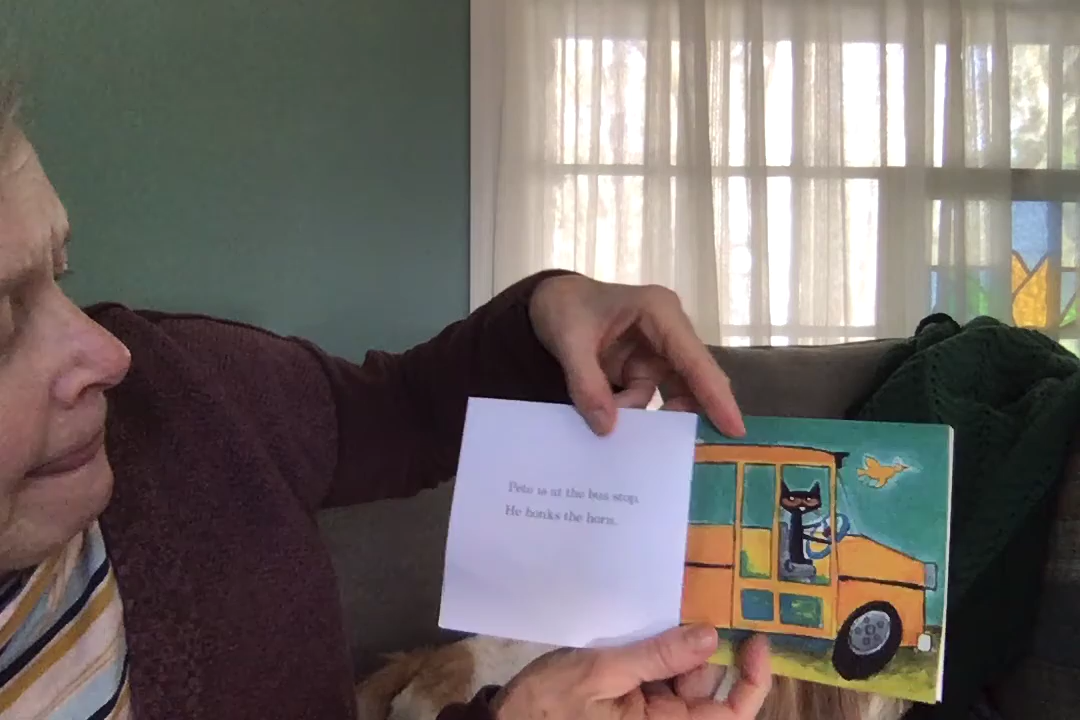 Pete is at the bus stop.
He honks the horn.